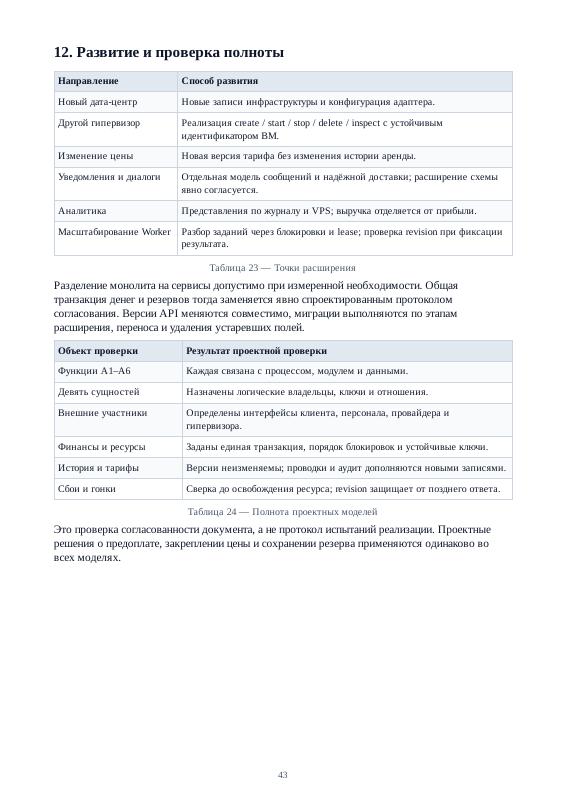 12. Развитие и проверка полноты
Направление Способ развития
Новый дата-центр Новые записи инфраструктуры и конфигурация адаптера.
Другой гипервизор Реализация create / start / stop / delete / inspect с устойчивым
идентификатором ВМ.
Изменение цены Новая версия тарифа без изменения истории аренды.
Уведомления и диалоги Отдельная модель сообщений и надёжной доставки; расширение схемы
явно согласуется.
Аналитика Представления по журналу и VPS; выручка отделяется от прибыли.
Масштабирование Worker Разбор заданий через блокировки и lease; проверка revision при фиксации
результата.
Таблица 23 — Точки расширения
Разделение монолита на сервисы допустимо при измеренной необходимости. Общая
транзакция денег и резервов тогда заменяется явно спроектированным протоколом
согласования. Версии API меняются совместимо, миграции выполняются по этапам
расширения, переноса и удаления устаревших полей.
Объект проверки Результат проектной проверки
Функции А1–А6 Каждая связана с процессом, модулем и данными.
Девять сущностей Назначены логические владельцы, ключи и отношения.
Внешние участники Определены интерфейсы клиента, персонала, провайдера и
гипервизора.
Финансы и ресурсы Заданы единая транзакция, порядок блокировок и устойчивые ключи.
История и тарифы Версии неизменяемы; проводки и аудит дополняются новыми записями.
Сбои и гонки Сверка до освобождения ресурса; revision защищает от позднего ответа.
Таблица 24 — Полнота проектных моделей
Это проверка согласованности документа, а не протокол испытаний реализации. Проектные
решения о предоплате, закреплении цены и сохранении резерва применяются одинаково во
всех моделях.
43